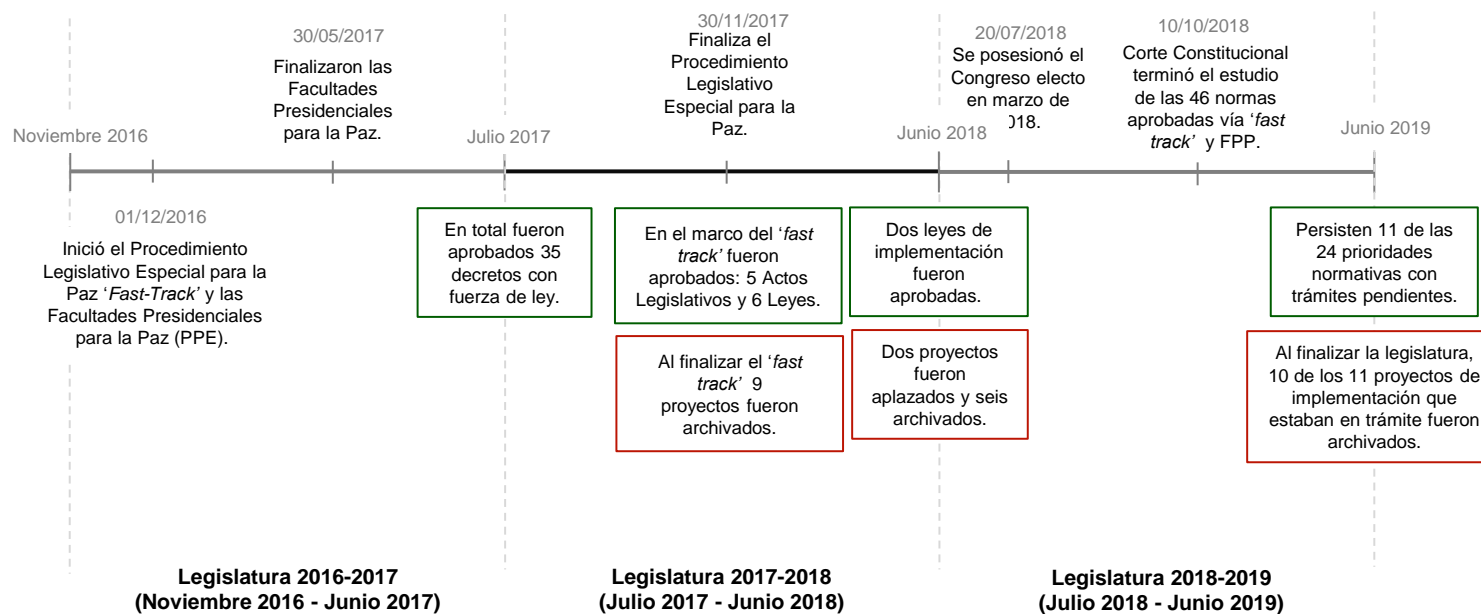 30/05/2017
Finalizaron las
Facultades
Presidenciales
para la Paz.
30/11/2017
Finaliza el
Procedimiento
Legislativo
Especial para la
Paz.
20/07/2018
Se posesionó el
Congreso electo
en marzo de
018.
10/10/2018
Corte Constitucional
terminó el estudio
de las 46 normas
aprobadas vía ‘fast
track’ y FPP.
Noviembre 2016
Julio 2017
Junio 2018
Junio 2019
01/12/2016
Inició el Procedimiento
Legislativo Especial para la
Paz ‘Fast-Track’ y las
Facultades Presidenciales
para la Paz (PPE).
En total fueron
aprobados 35
decretos con
fuerza de ley.
En el marco del ‘fast
track’ fueron
aprobados: 5 Actos
Legislativos y 6 Leyes.
Al finalizar el ‘fast
track’ 9
proyectos fueron
archivados.
Dos leyes de
implementación
fueron
aprobadas.
Dos proyectos
fueron
aplazados y seis
archivados.
Persisten 11 de las
24 prioridades
normativas con
trámites pendientes.
Al finalizar la legislatura,
10 de los 11 proyectos de
implementación que
estaban en trámite fueron
archivados.
Legislatura 2016-2017
(Noviembre 2016 - Junio 2017)
Legislatura 2017-2018
(Julio 2017 - Junio 2018)
Legislatura 2018-2019
(Julio 2018 - Junio 2019)